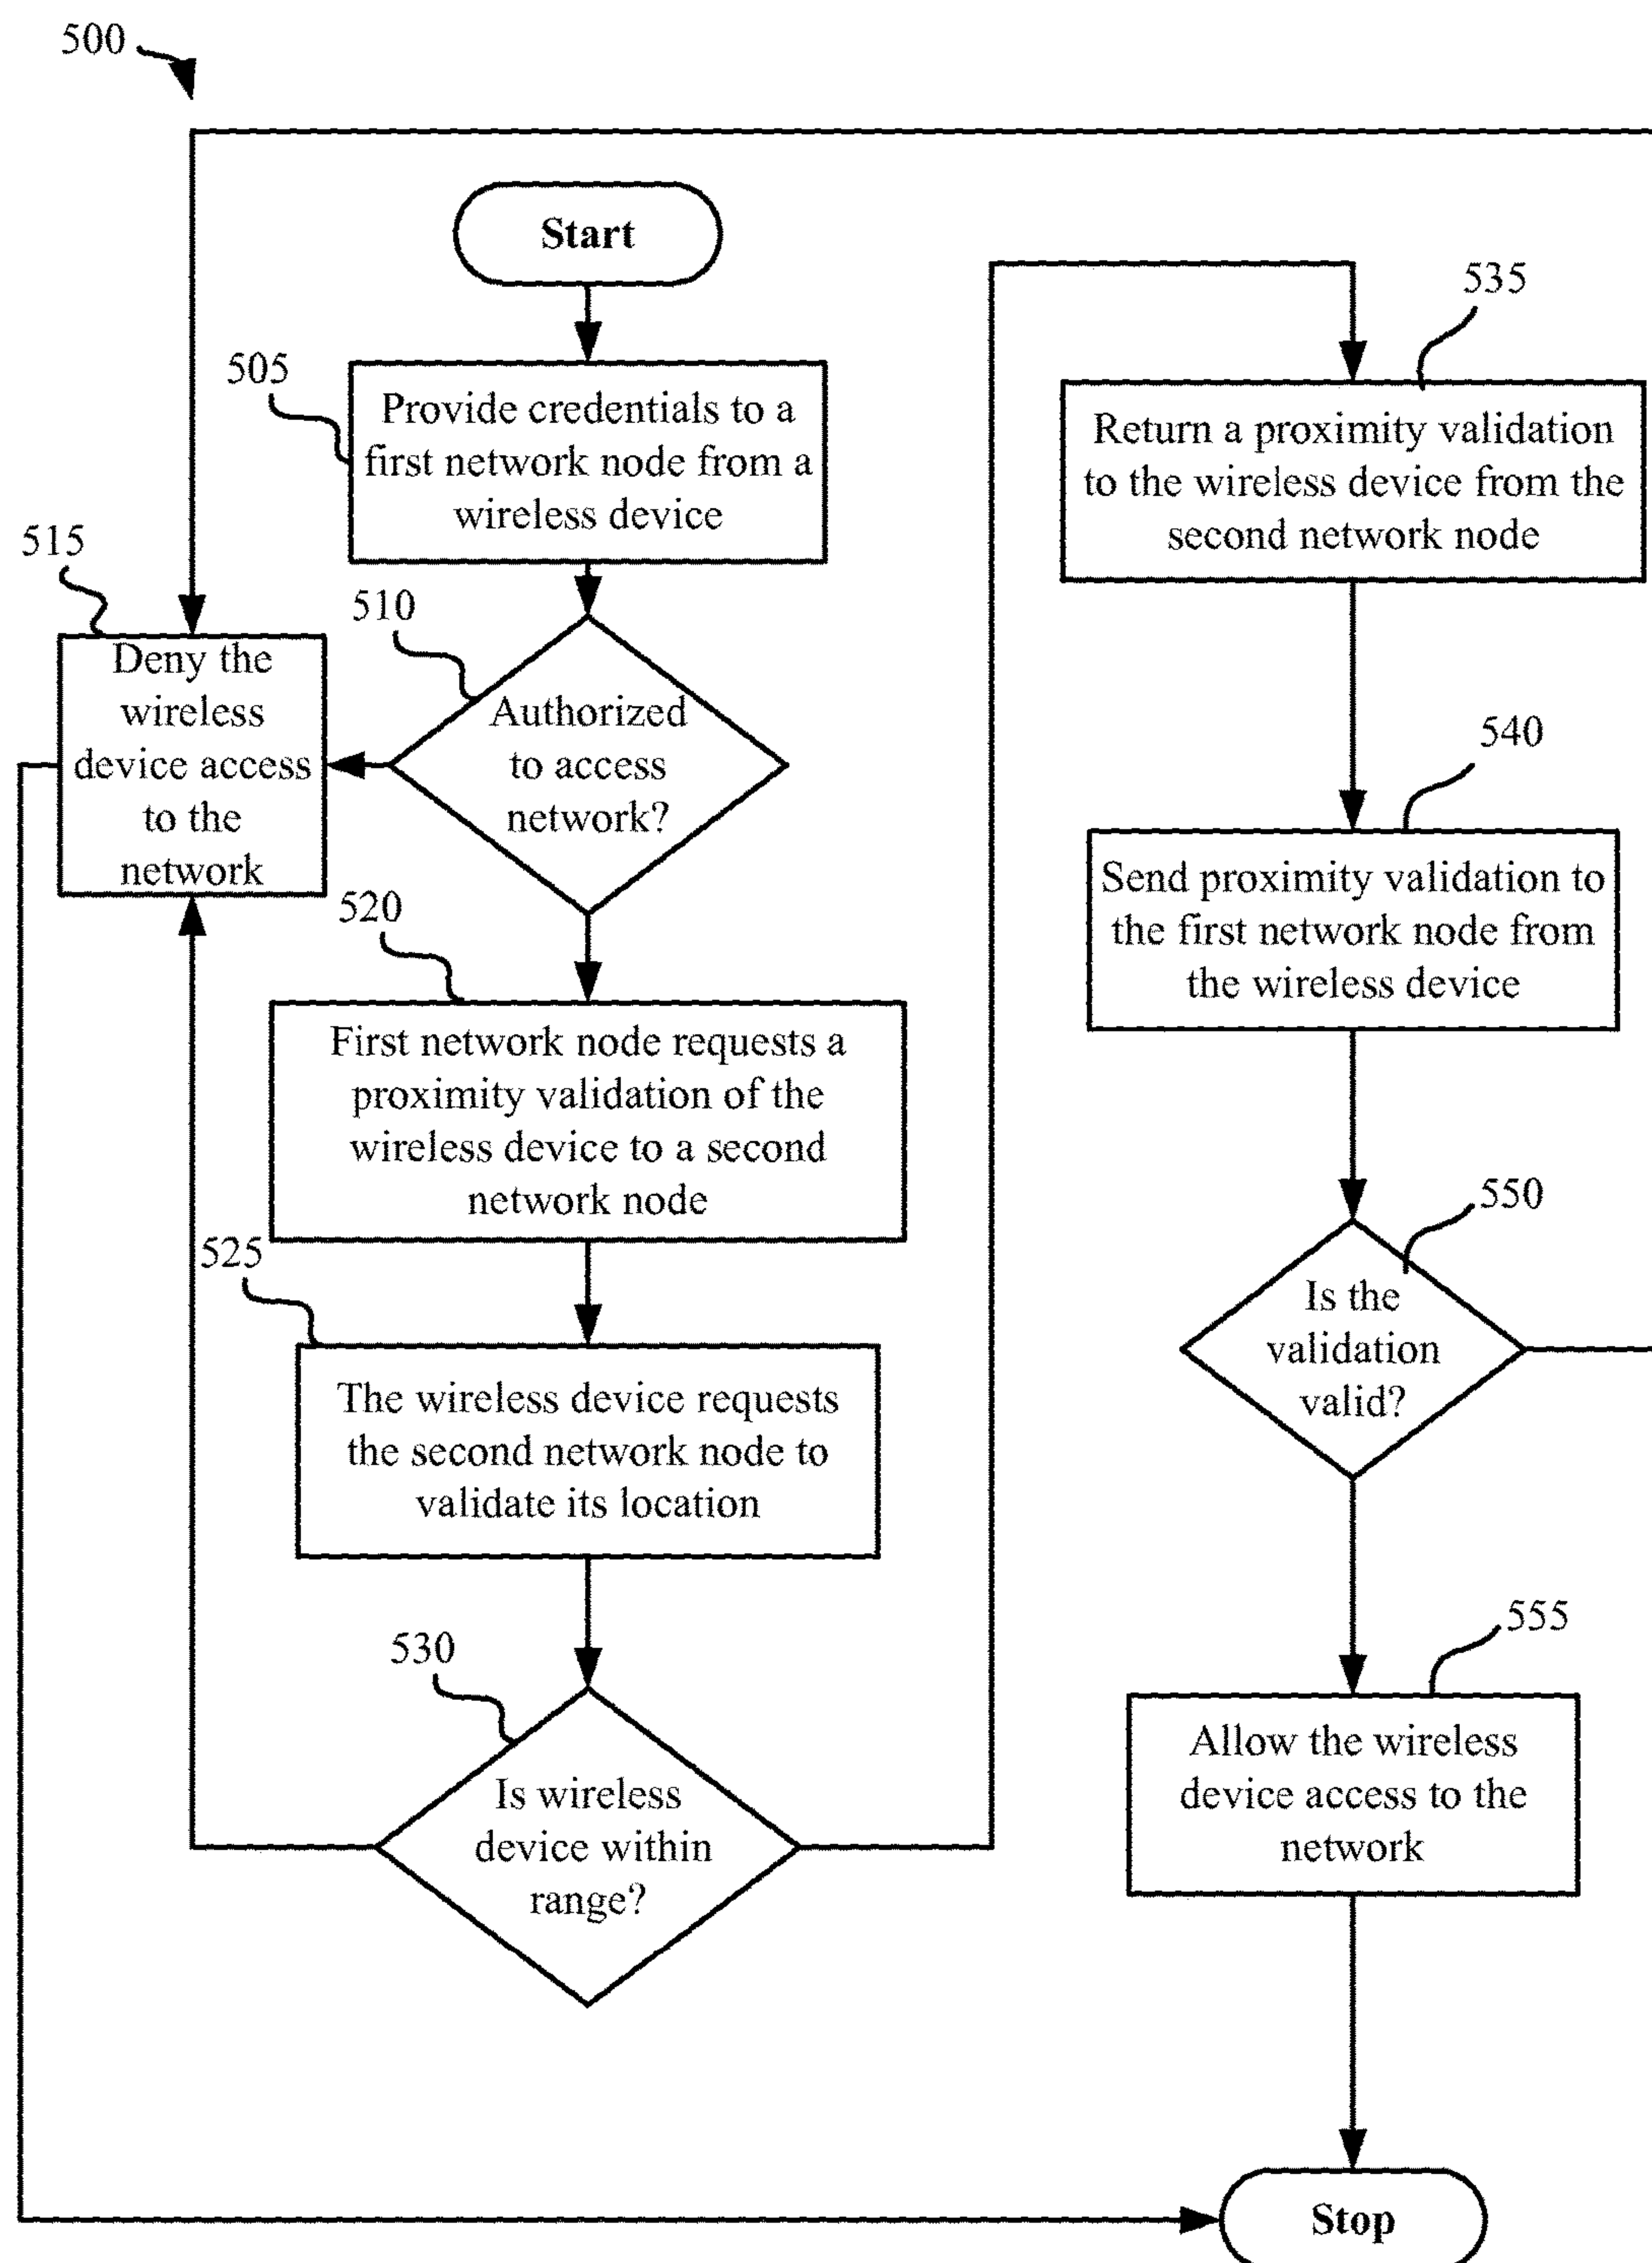 500
Start
505
Provide credentials to a
first network node from a
wireless device
510
Authorized
to access
network?
515
Deny the
wireless
device access
to the
network
520
First network node requests a
proximity validation of the
wireless device to a second
network node
525
The wireless device requests
the second network node to
validate its location
530
Is wireless
device within
range?
535
Return a proximity validation
to the wireless device from the
second network node
540
Send proximity validation to
the first network node from
the wireless device
550
Is the
validation
valid?
555
Allow the wireless
device access to the
network
Stop